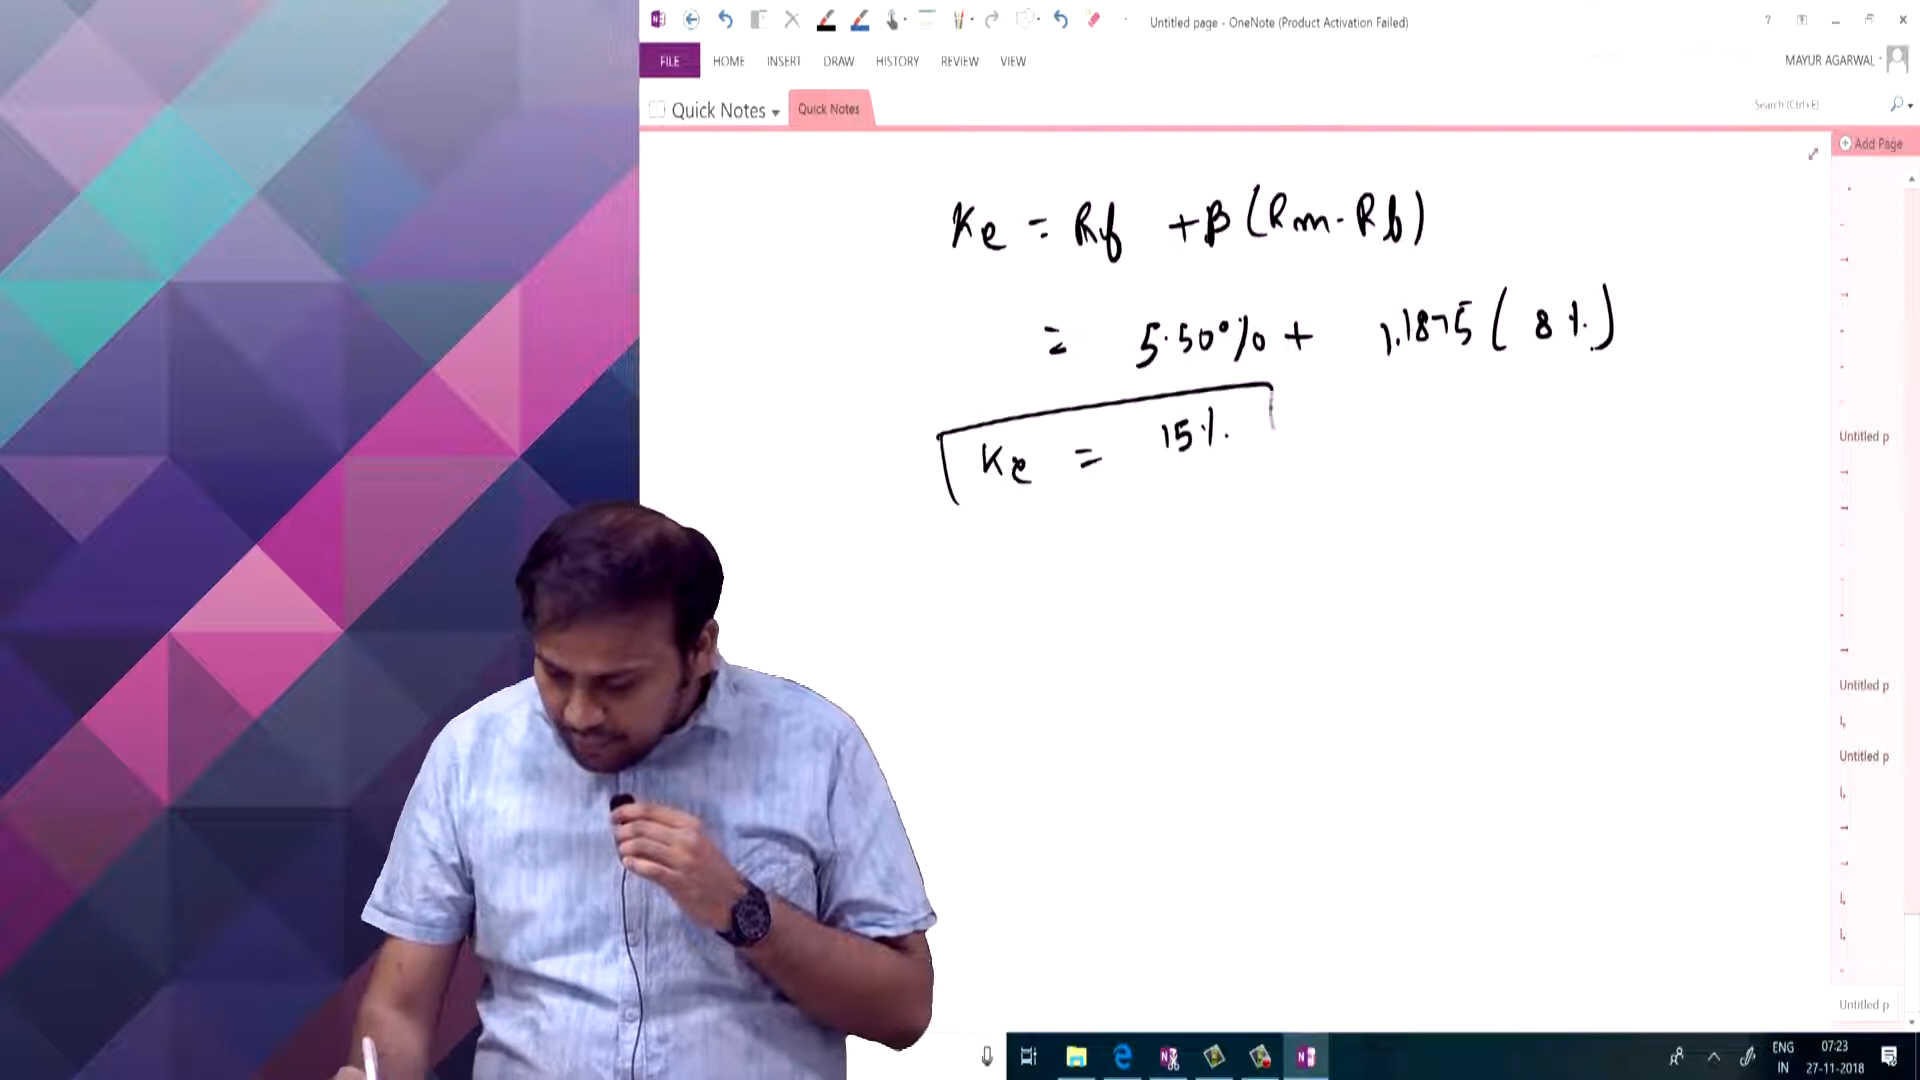 Untitled page - OneNote (Product Activation Failed)
?
FILE HOME INSERT DRAW HISTORY REVIEW VIEW
MAYUR AGARWAL
Quick Notes
Quick Notes
Search (Ctrl+E)
Add Page
Ke = Rf + β (Rm - Rf)
= 5.50% + 1.1875 ( 8%)
Ke = 15%
Untitled p
Untitled p
Untitled p
Untitled p
ENG
IN
07:23
27-11-2018